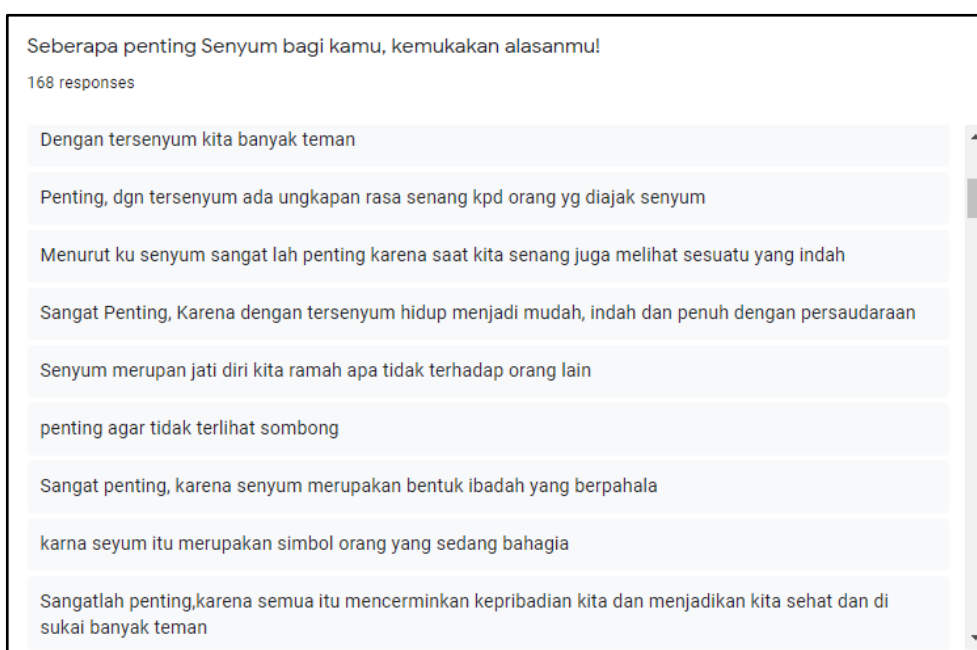 Seberapa penting Senyum bagi kamu, kemukakan alasanmu!
168 responses
Dengan tersenyum kita banyak teman
Penting, dgn tersenyum ada ungkapan rasa senang kpd orang yg diajak senyum
Menurut ku senyum sangat lah penting karena saat kita senang juga melihat sesuatu yang indah
Sangat Penting, Karena dengan tersenyum hidup menjadi mudah, indah dan penuh dengan persaudaraan
Senyum merupan jati diri kita ramah apa tidak terhadap orang lain
penting agar tidak terlihat sombong
Sangat penting, karena senyum merupakan bentuk ibadah yang berpahala
karna seyum itu merupakan simbol orang yang sedang bahagia
Sangatlah penting,karena semua itu mencerminkan kepribadian kita dan menjadikan kita sehat dan di
sukai banyak teman